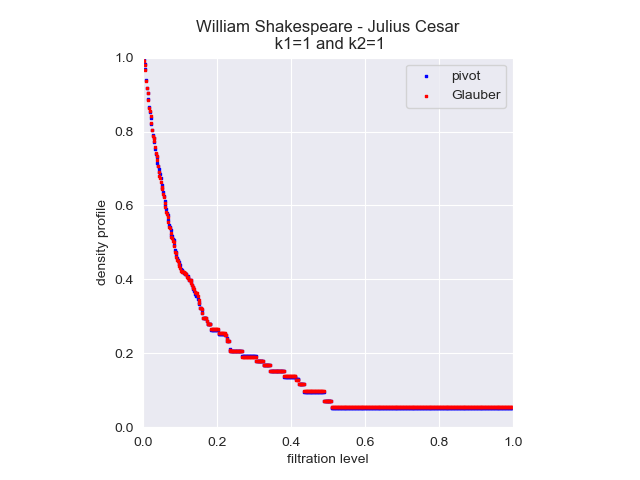 William Shakespeare - Julius Cesar
k1=1 and k2=1
pivot
Glauber
density profile
1.0
0.8
0.6
0.4
0.2
0.0
0.0 0.2 0.4 0.6 0.8 1.0
filtration level